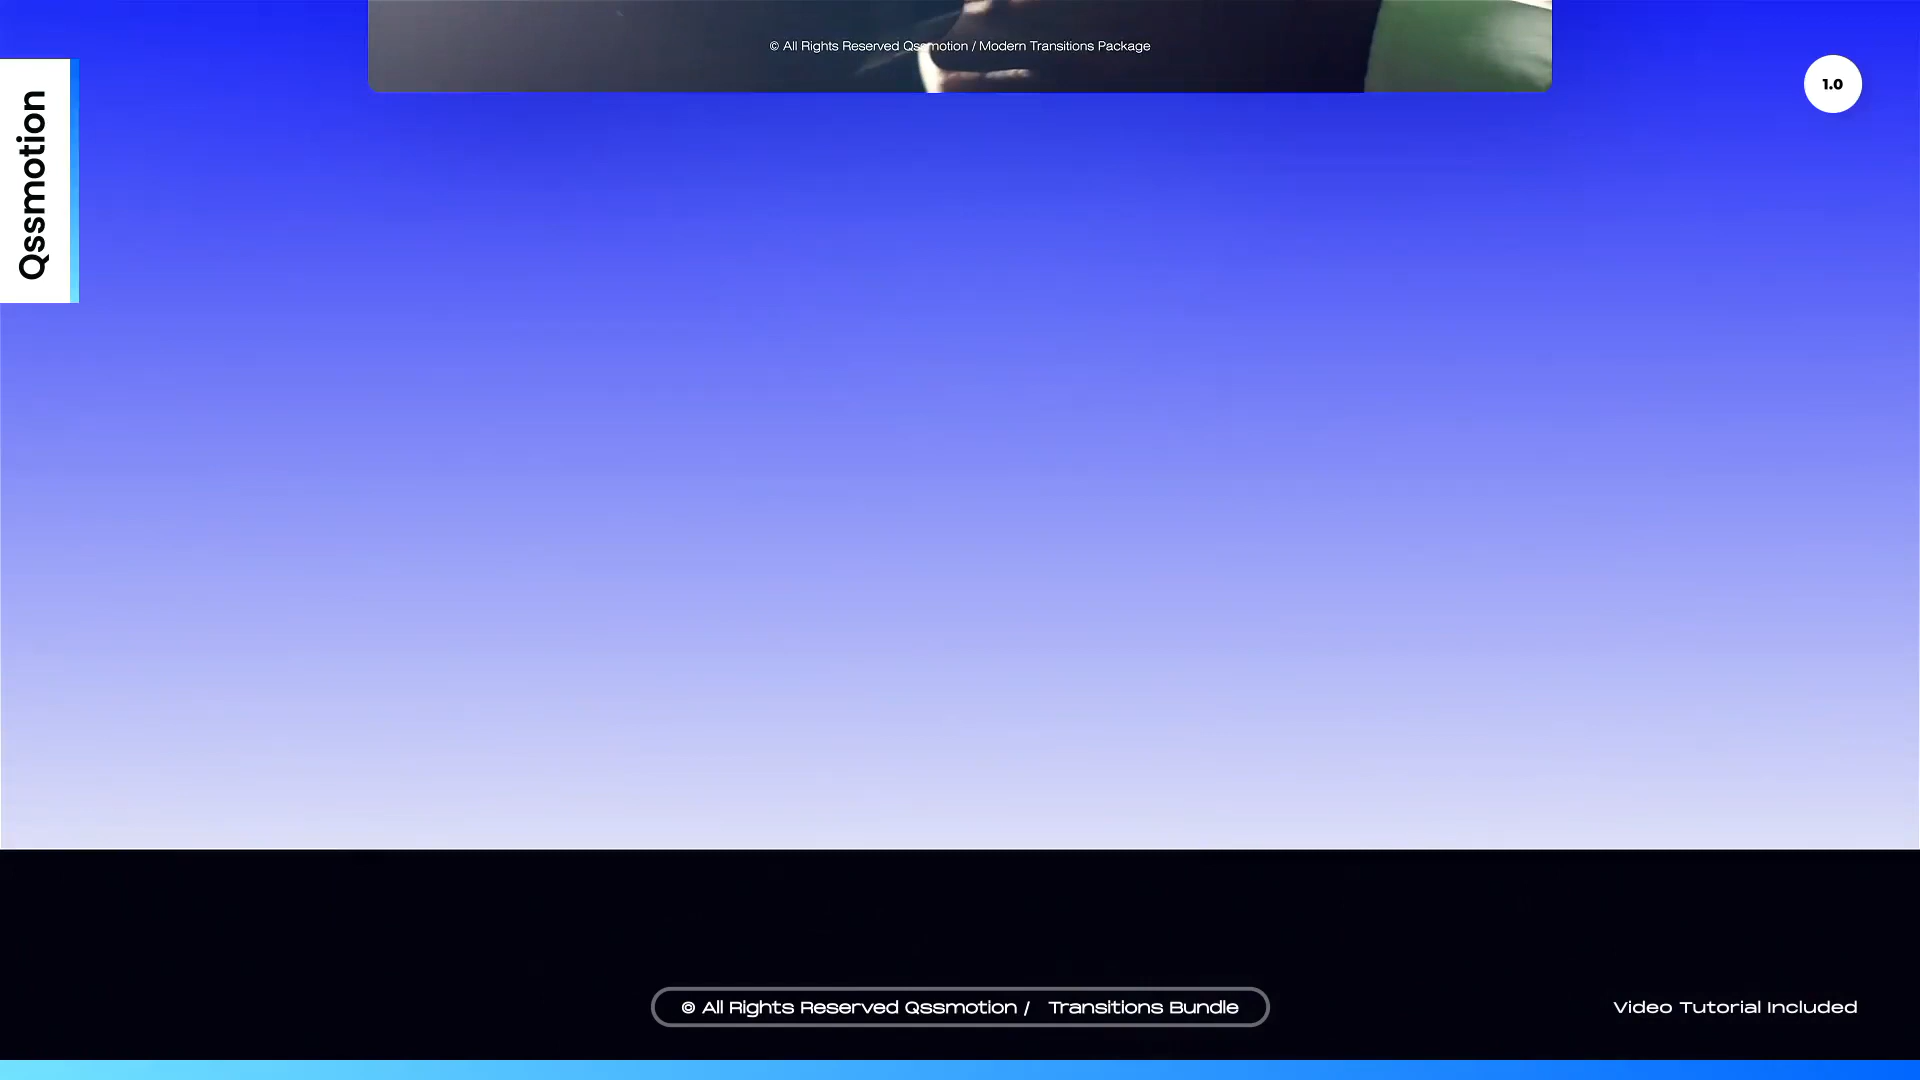 © All Rights Reserved Qssmotion / Modern Transitions Package
1.0
Qssmotion
© All Rights Reserved Qssmotion / Transitions Bundle
Video Tutorial Included